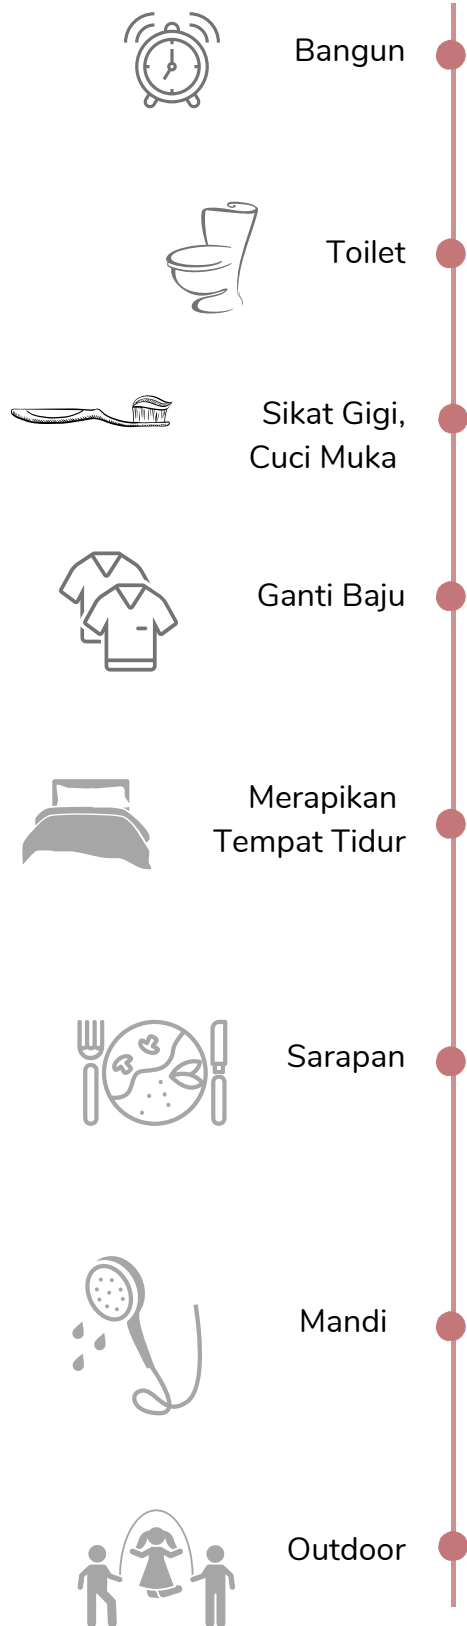 Bangun
Toilet
Sikat Gigi,
Cuci Muka
Ganti Baju
Merapikan
Tempat Tidur
Sarapan
Mandi
Outdoor